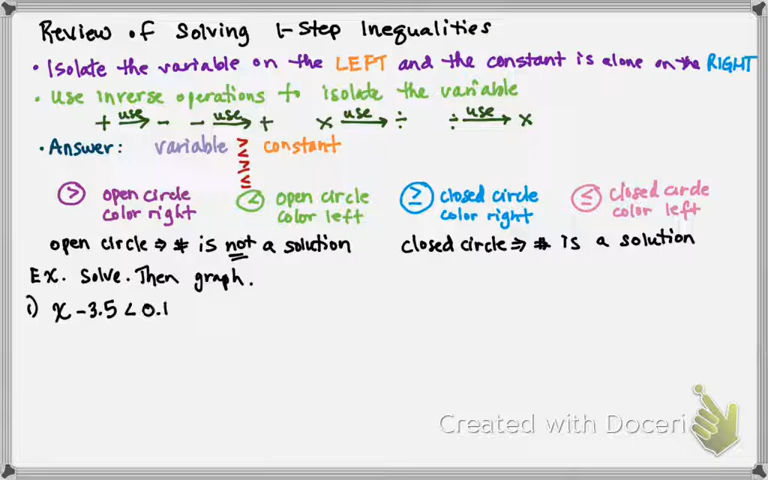 Review of Solving 1-Step Inequalities
• Isolate the variable on the LEFT and the constant is alone on the RIGHT
• Use inverse operations to isolate the variable
+ use→ - - use→ + × use→ ÷ ÷ use→ ×
• Answer: variable > constant
<
≥
≤
> open circle color right
< open circle color left
≥ closed circle color right
≤ closed circle color left
open circle ⇒ # is not a solution
closed circle ⇒ # is a solution
EX. Solve. Then graph.
1) x - 3.5 < 0.1
Created with Doceri